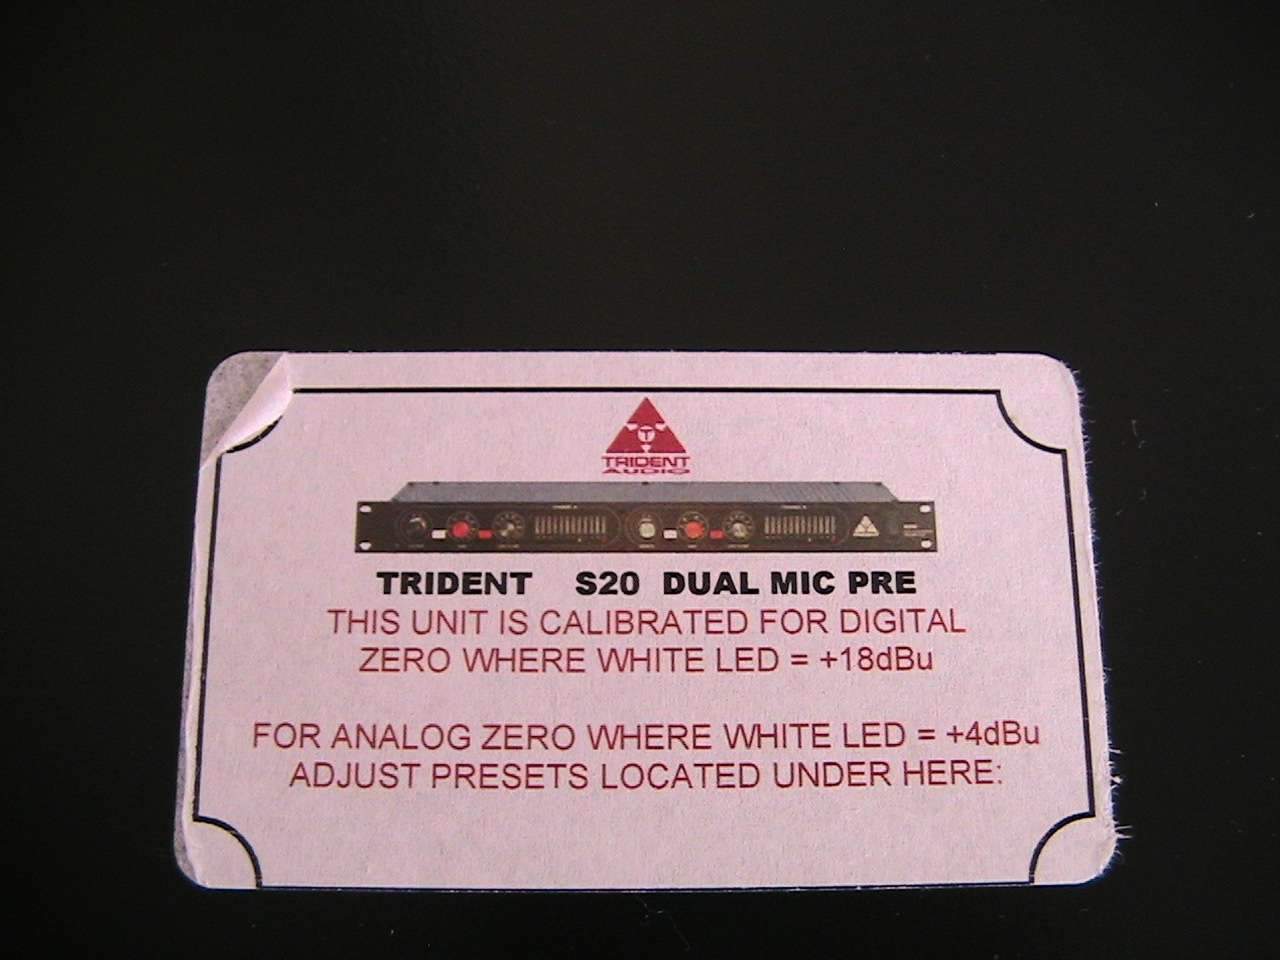 TRIDENT
AUDIO
TRIDENT S20 DUAL MIC PRE
THIS UNIT IS CALIBRATED FOR DIGITAL
ZERO WHERE WHITE LED = +18dBu
FOR ANALOG ZERO WHERE WHITE LED = +4dBu
ADJUST PRESETS LOCATED UNDER HERE: